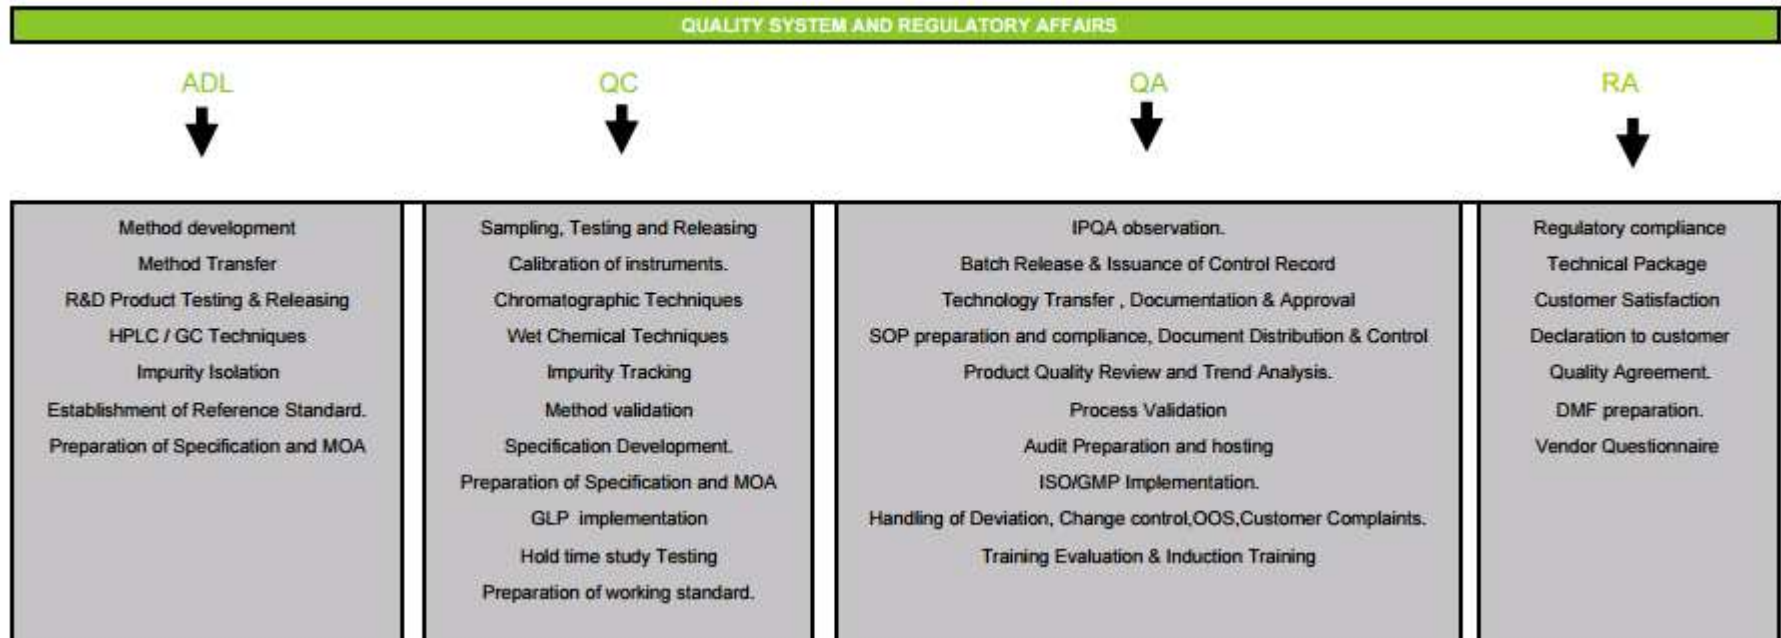 QUALITY SYSTEM AND REGULATORY AFFAIRS
ADL
Method development
Method Transfer
R&D Product Testing & Releasing
HPLC / GC Techniques
Impurity Isolation
Establishment of Reference Standard.
Preparation of Specification and MOA
QC
Sampling, Testing and Releasing
Calibration of instruments.
Chromatographic Techniques
Wet Chemical Techniques
Impurity Tracking
Method validation
Specification Development.
Preparation of Specification and MOA
GLP implementation
Hold time study Testing
Preparation of working standard.
QA
IPQA observation.
Batch Release & Issuance of Control Record
Technology Transfer , Documentation & Approval
SOP preparation and compliance, Document Distribution & Control
Product Quality Review and Trend Analysis.
Process Validation
Audit Preparation and hosting
ISO/GMP Implementation.
Handling of Deviation, Change control,OOS,Customer Complaints.
Training Evaluation & Induction Training
RA
Regulatory compliance
Technical Package
Customer Satisfaction
Declaration to customer
Quality Agreement.
DMF preparation.
Vendor Questionnaire